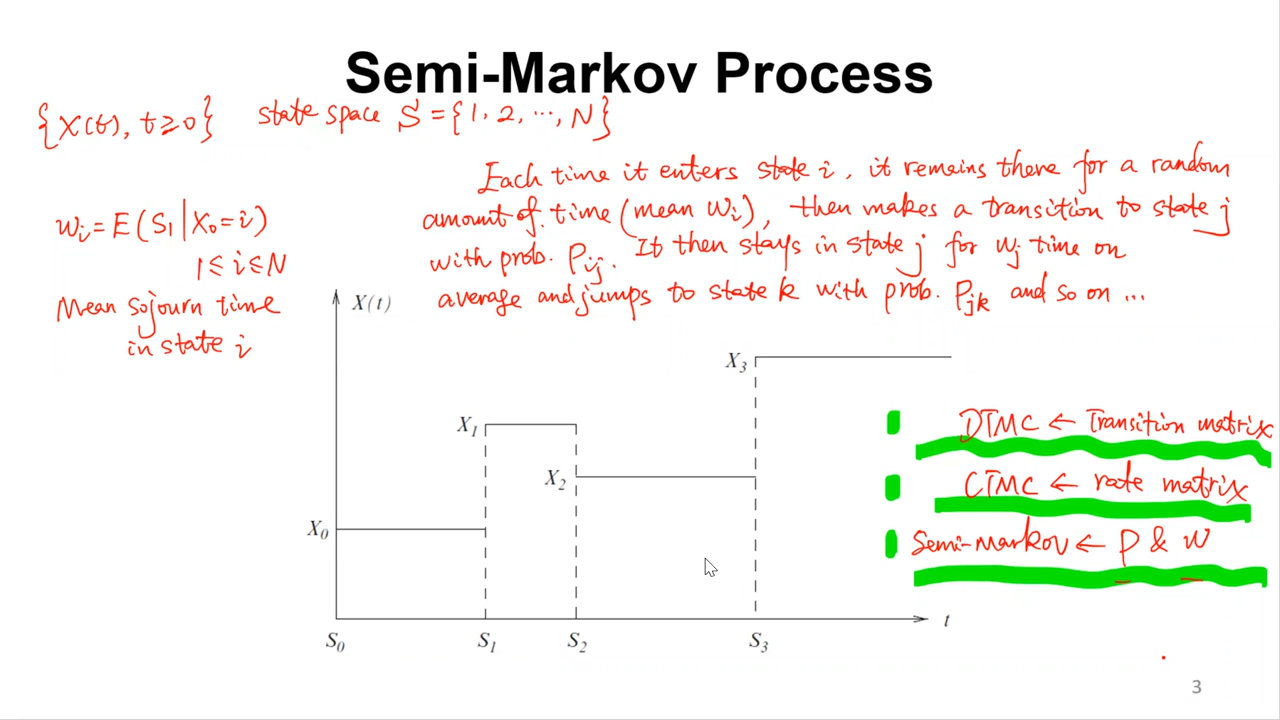 Semi-Markov Process
{X(t), t≥0} state space S = {1, 2, ..., N}
Each time it enters state i, it remains there for a random
amount of time (mean wi), then makes a transition to state j
with prob. Pij. It then stays in state j for wj time on
average and jumps to state k with prob. Pjk and so on ...
wi = E(S1 | X0 = i)
1 ≤ i ≤ N
Mean sojourn time
in state i
X(t)
X3
X1
X2
X0
DTMC ← Transition matrix
CTMC ← rate matrix
Semi-Markov ← P & w
S0 S1 S2 S3 t
3